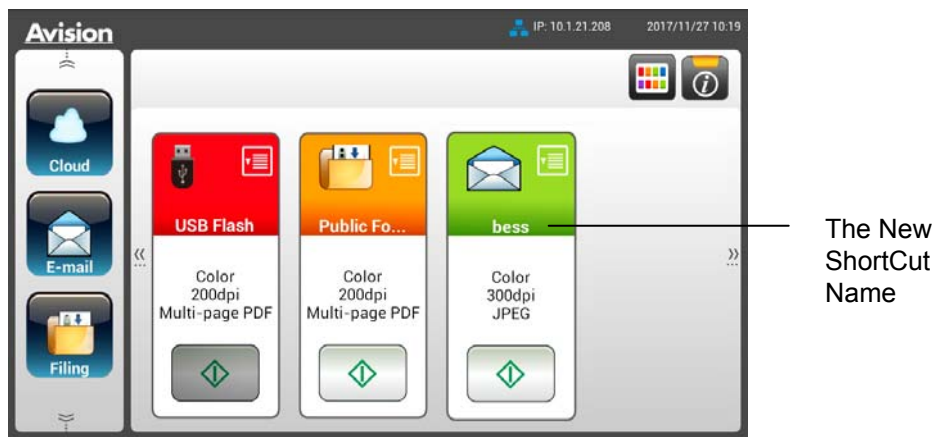 Avision
IP: 10.1.21.208
2017/11/27 10:19
Cloud
E-mail
Filing
USB Flash
Color
200dpi
Multi-page PDF
Public Fo...
Color
200dpi
Multi-page PDF
bess
Color
300dpi
JPEG
The New
ShortCut
Name